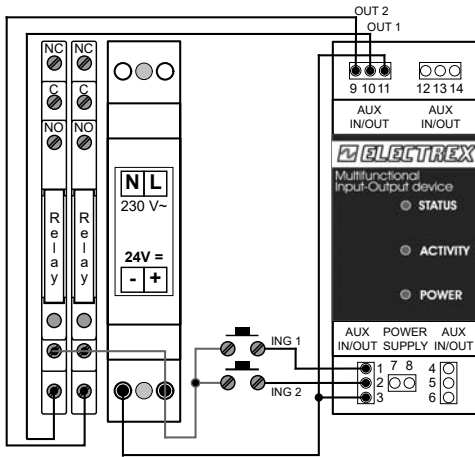 OUT 2
OUT 1
NC NC
C C
NO NO
Relay Relay
N L
230 V~
24V =
- +
9 10 11 12 13 14
AUX IN/OUT
AUX IN/OUT
ELECTREX
Multifunctional
Input-Output device
STATUS
ACTIVITY
POWER
AUX IN/OUT
POWER SUPPLY
AUX IN/OUT
1 7 8 4
2 5
3 6
ING 1
ING 2